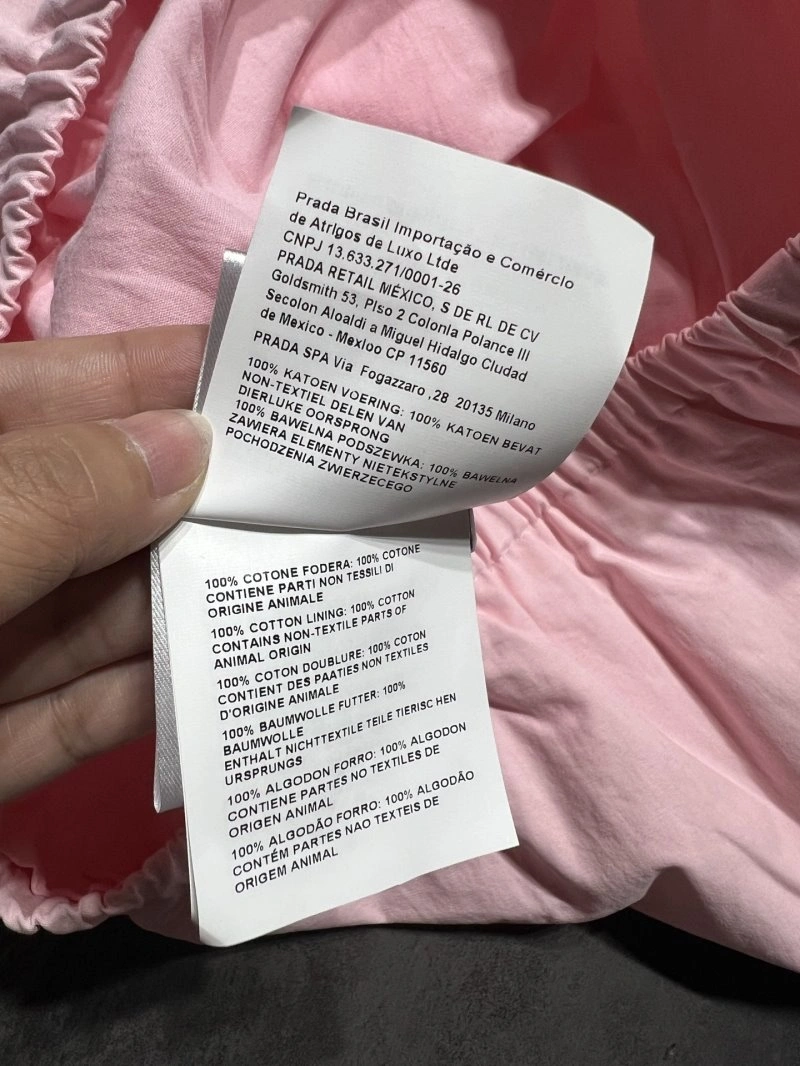 Prada Brasil Importação e Comércio
de Atrlgos de Luxo Ltde
CNPJ 13.633.271/0001-26
PRADA RETAIL MÉXICO, S DE RL DE CV
Goldsmith 53, Plso 2 Colonla Polance III
Secolon Aloaldi a Miguel Hidalgo Cludad
de Mexico - Mexloo CP 11560
PRADA SPA Via Fogazzaro ,28 20135 Milano
100% KATOEN VOERING: 100% KATOEN BEVAT
NON-TEXTIEL DELEN VAN
DIERLUKE OORSPRONG
100% BAWELNA PODSZEWKA: 100% BAWELNA
ZAWIERA ELEMENTY NIETEKSTYLNE
POCHODZENIA ZWIERZECEGO
100% COTONE FODERA: 100% COTONE
CONTIENE PARTI NON TESSILI DI
ORIGINE ANIMALE
100% COTTON LINING: 100% COTTON
CONTAINS NON-TEXTILE PARTS OF
ANIMAL ORIGIN
100% COTON DOUBLURE: 100% COTON
CONTIENT DES PAATIES NON TEXTILES
D'ORIGINE ANIMALE
100% BAUMWOLLE FUTTER: 100%
BAUMWOLLE
ENTHALT NICHTTEXTILE TEILE TIERISC HEN
URSPRUNGS
100% ALGODON FORRO: 100% ALGODON
CONTIENE PARTES NO TEXTILES DE
ORIGEN ANIMAL
100% ALGODÃO FORRO: 100% ALGODÃO
CONTÉM PARTES NAO TEXTEIS DE
ORIGEM ANIMAL